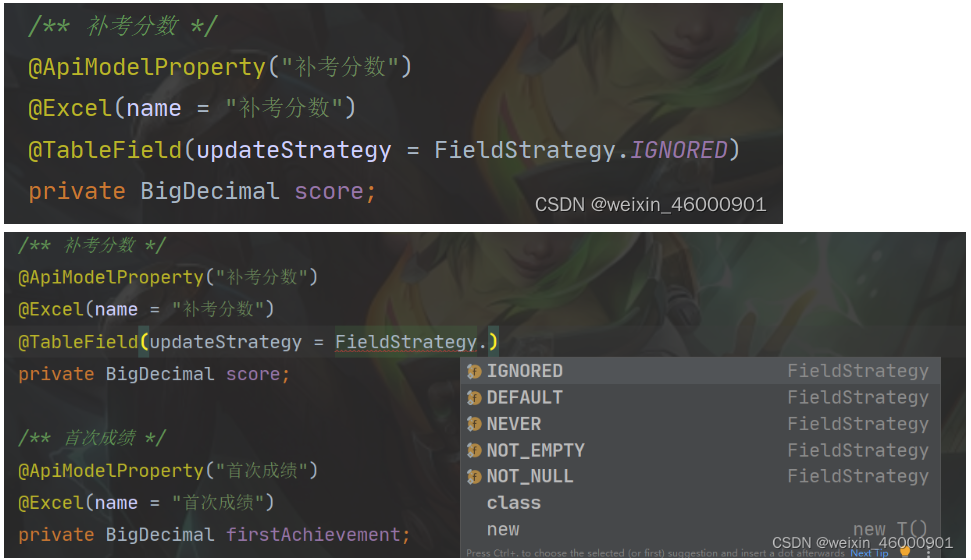 /** 补考分数 */
@ApiModelProperty("补考分数")
@Excel(name = "补考分数")
@TableField(updateStrategy = FieldStrategy.IGNORED)
private BigDecimal score;
CSDN @weixin_46000901
/** 补考分数 */
@ApiModelProperty("补考分数")
@Excel(name = "补考分数")
@TableField(updateStrategy = FieldStrategy.)
private BigDecimal score;
IGNORED FieldStrategy
DEFAULT FieldStrategy
NEVER FieldStrategy
NOT_EMPTY FieldStrategy
NOT_NULL FieldStrategy
class
new new T()
Press Ctrl+. to choose the selected (or first) suggestion and insert a dot afterwards Next Tip
/** 首次成绩 */
@ApiModelProperty("首次成绩")
@Excel(name = "首次成绩")
private BigDecimal firstAchievement;
CSDN @weixin_46000901